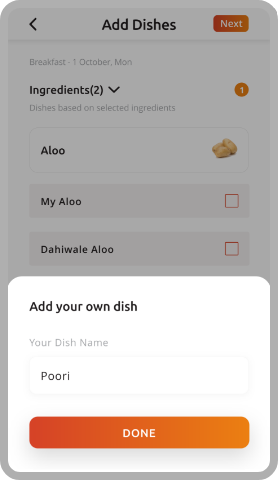 Add Dishes
Next
Breakfast - 1 October, Mon
Ingredients(2)
1
Dishes based on selected ingredients
Aloo
My Aloo
Dahiwale Aloo
Add your own dish
Your Dish Name
Poori
DONE